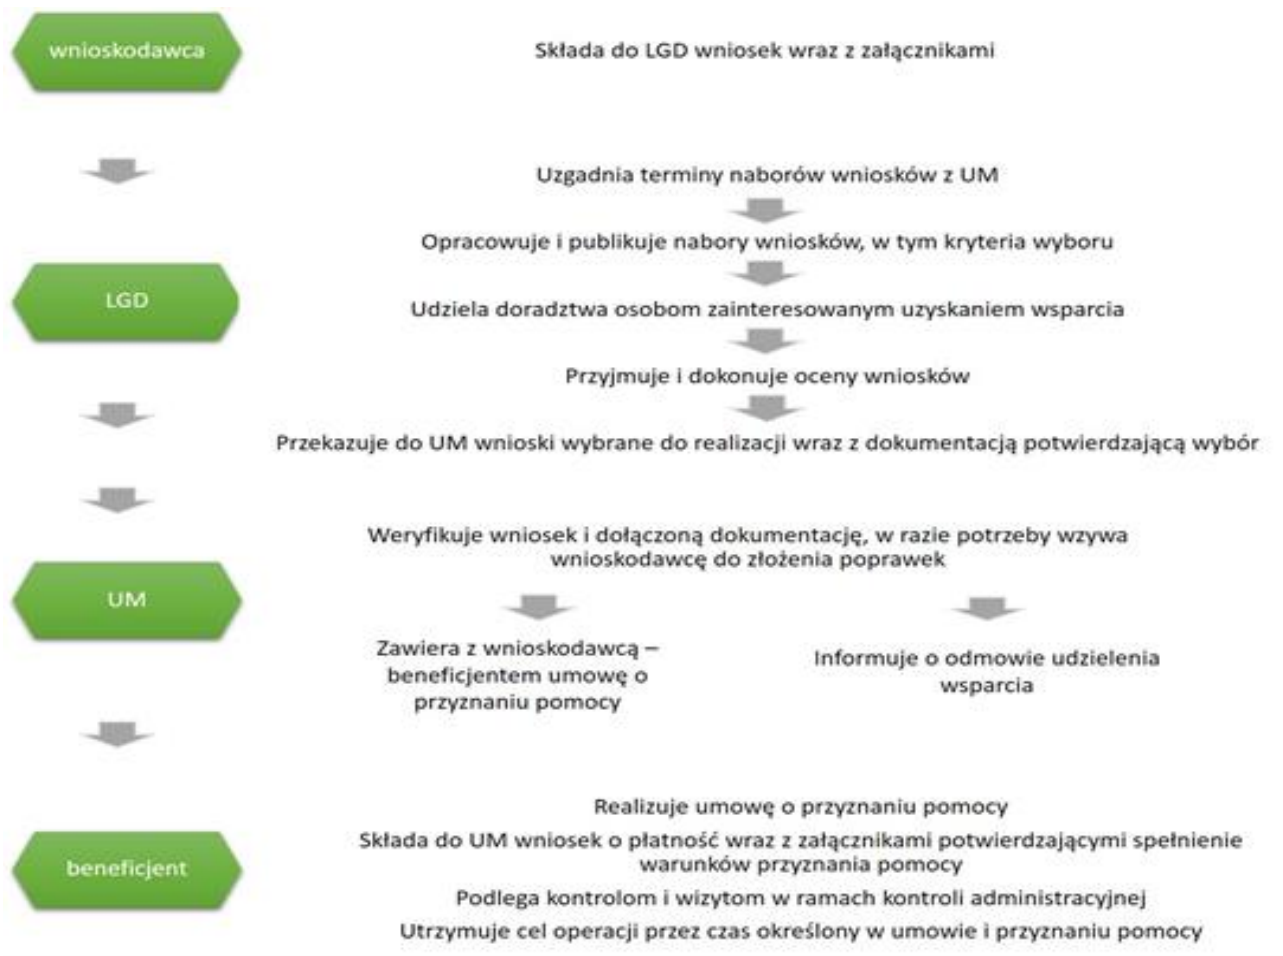 wnioskodawca
Składa do LGD wniosek wraz z załącznikami
Uzgadnia terminy naborów wniosków z UM
Opracowuje i publikuje nabory wniosków, w tym kryteria wyboru
LGD
Udziela doradztwa osobom zainteresowanym uzyskaniem wsparcia
Przyjmuje i dokonuje oceny wniosków
Przekazuje do UM wnioski wybrane do realizacji wraz z dokumentacją potwierdzającą wybór
UM
Weryfikuje wniosek i dołączoną dokumentację, w razie potrzeby wzywa
wnioskodawcę do złożenia poprawek
Zawiera z wnioskodawcą –
beneficjentem umowę o
przyznaniu pomocy
Informuje o odmowie udzielenia
wsparcia
beneficjent
Realizuje umowę o przyznaniu pomocy
Składa do UM wniosek o płatność wraz z załącznikami potwierdzającymi spełnienie
warunków przyznania pomocy
Podlega kontrolom i wizytom w ramach kontroli administracyjnej
Utrzymuje cel operacji przez czas określony w umowie i przyznaniu pomocy